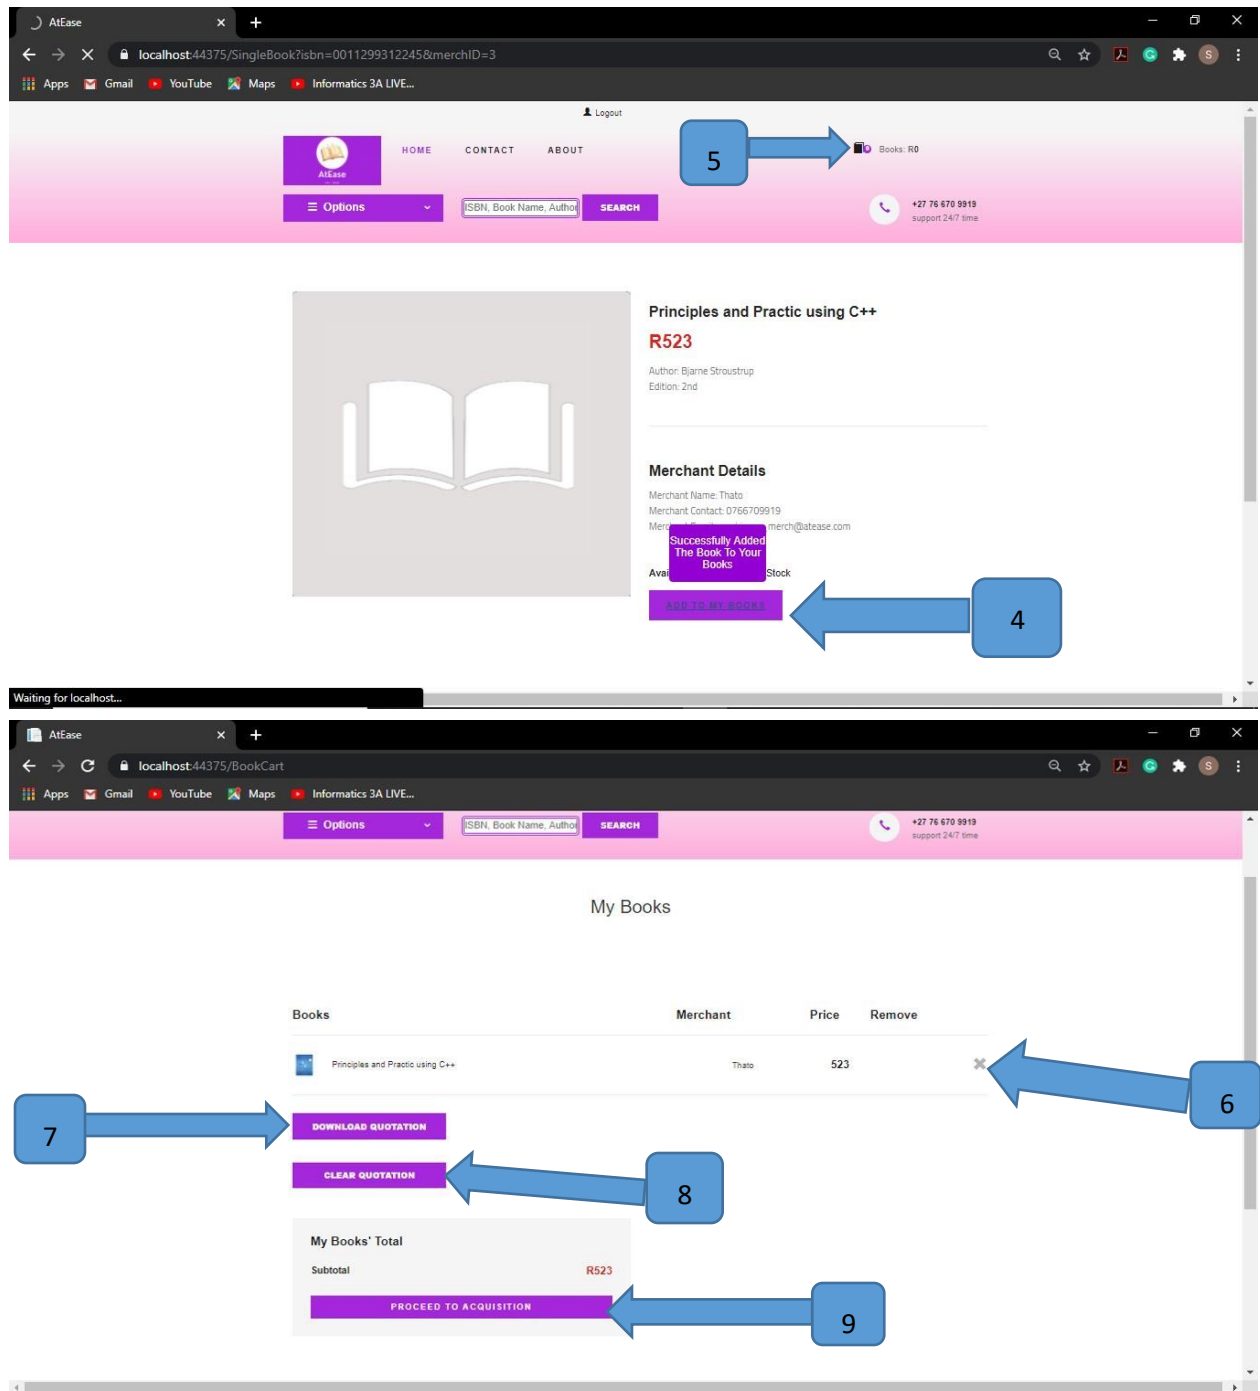 AtEase
localhost:44375/SingleBook?isbn=0011299312245&merchID=3
S
Apps Gmail YouTube Maps Informatics 3A LIVE...
Logout
HOME CONTACT ABOUT
5
Books: R0
AtEase
Options
ISBN, Book Name, Author
SEARCH
+27 76 670 9919
support 24/7 time
Principles and Practic using C++
R523
Author: Bjarne Stroustrup
Edition: 2nd
Merchant Details
Merchant Name: Thato
Merchant Contact: 0766709919
merch@atease.com
Successfully Added
The Book To Your
Books
Stock
ADD TO MY BOOKS
4
Waiting for localhost...
AtEase
localhost:44375/BookCart
S
Apps Gmail YouTube Maps Informatics 3A LIVE...
Options
ISBN, Book Name, Author
SEARCH
+27 76 670 9919
support 24/7 time
My Books
Books Merchant Price Remove
Principles and Practic using C++ Thato 523
6
7
DOWNLOAD QUOTATION
CLEAR QUOTATION
8
My Books' Total
Subtotal R523
PROCEED TO ACQUISITION
9